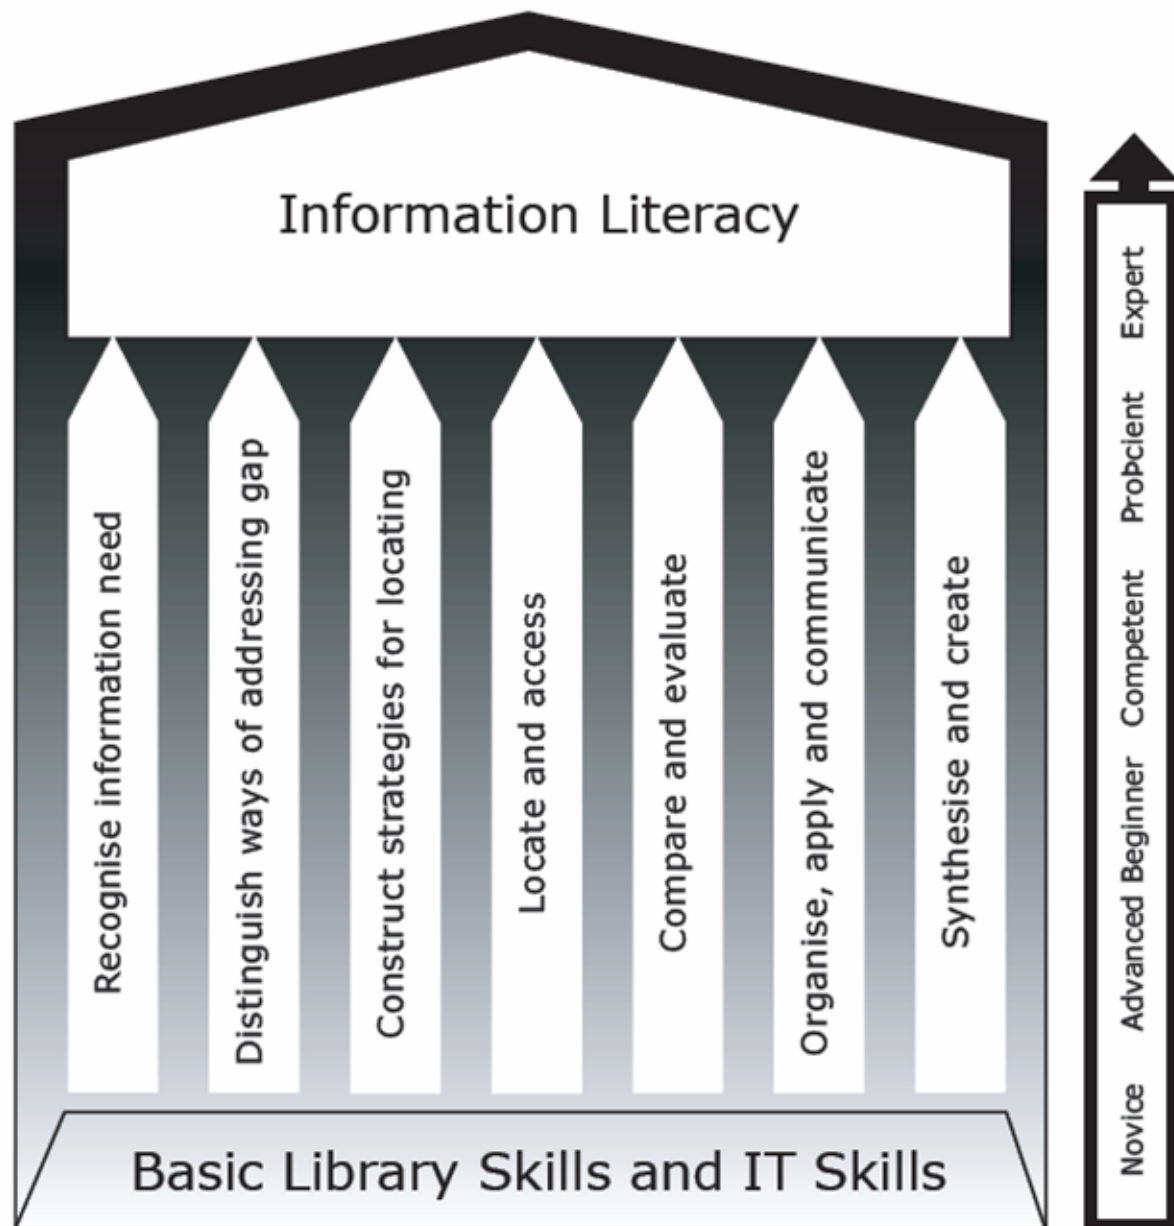 Information Literacy
Recognise information need
Distinguish ways of addressing gap
Construct strategies for locating
Locate and access
Compare and evaluate
Organise, apply and communicate
Synthesise and create
Basic Library Skills and IT Skills
Novice Advanced Beginner Competent ProÞcient Expert